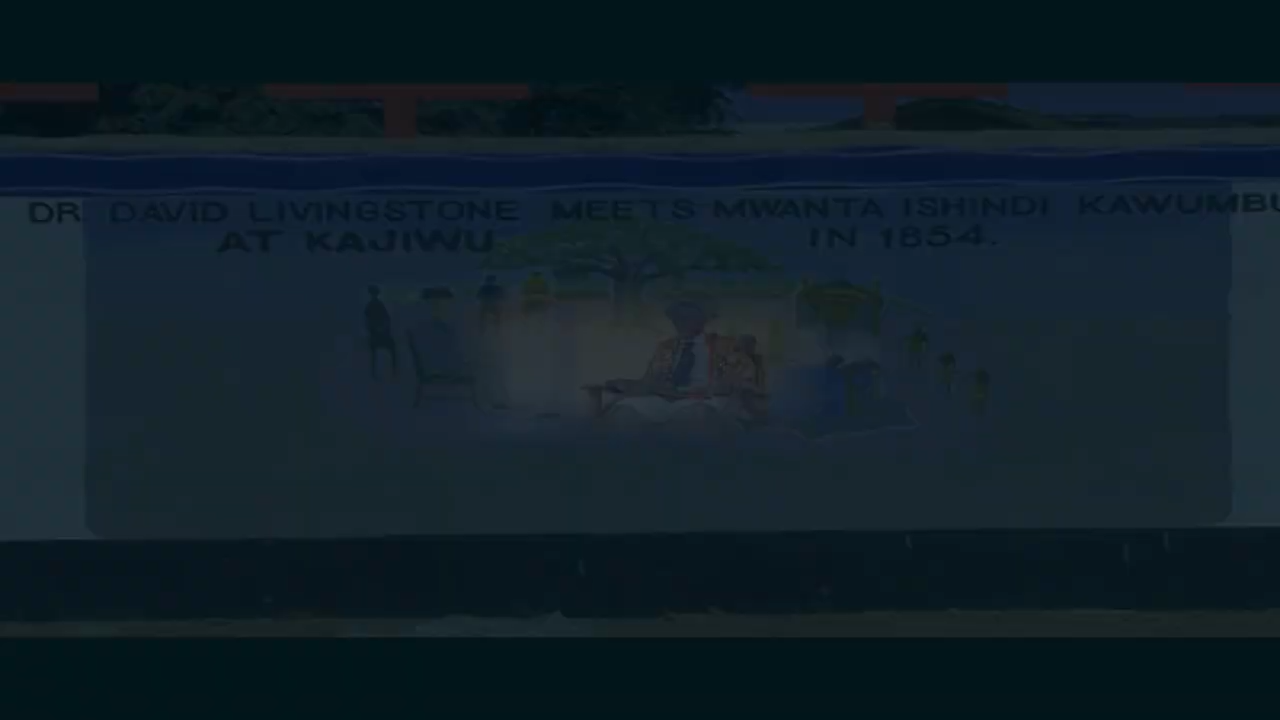 DR DAVID LIVINGSTONE MEETS MWANTA ISHINDI KAWUMBU
AT KAJIWU IN 1854.